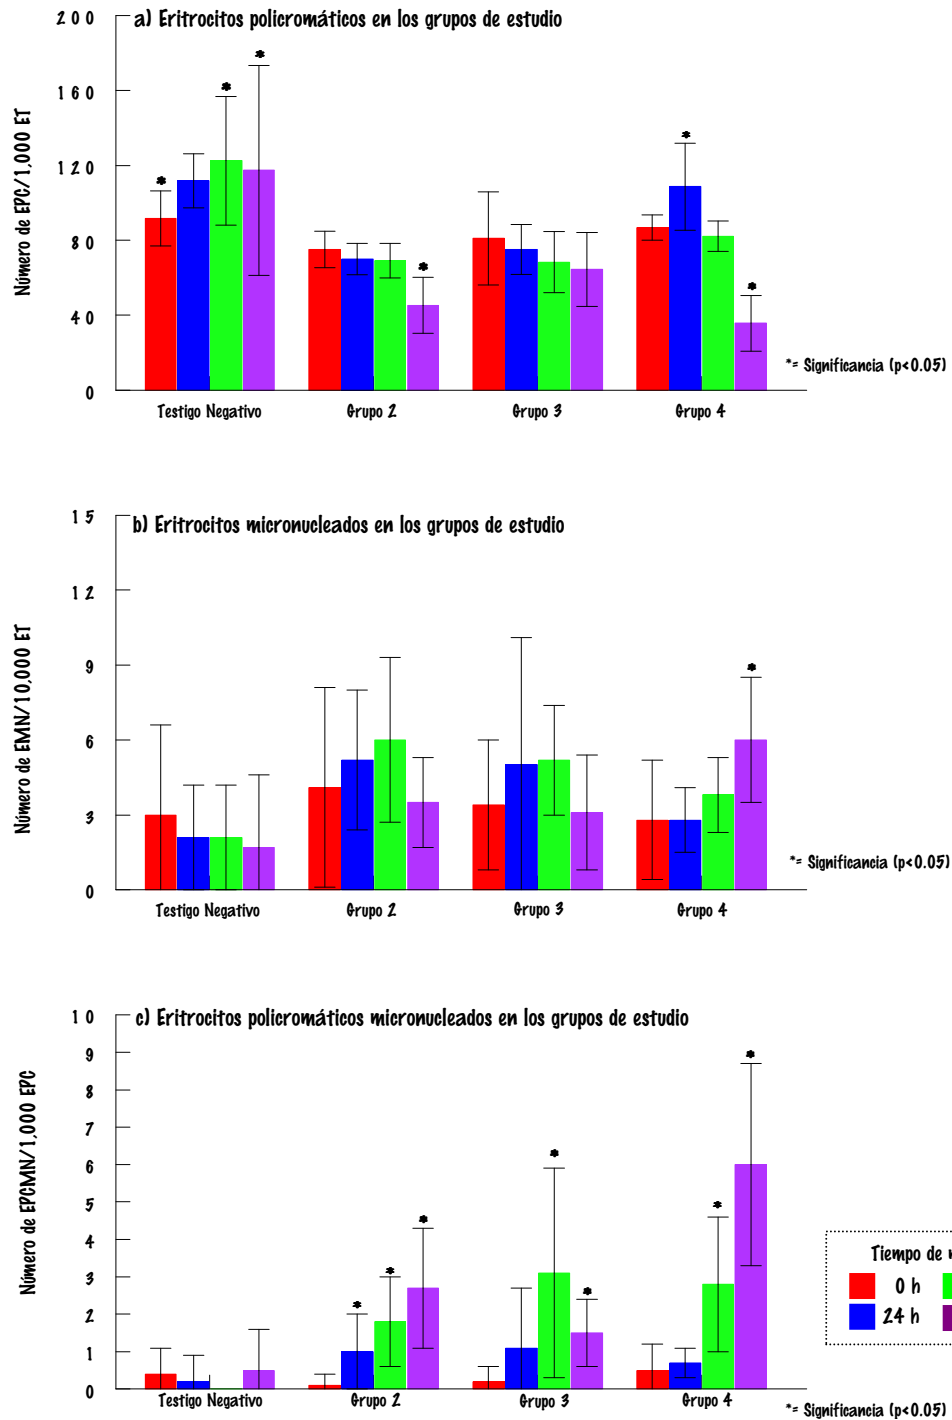 a) Eritrocitos policromáticos en los grupos de estudio
Número de EPC/1,000 ET
200
160
120
80
40
0
* * * * * *
Testigo Negativo Grupo 2 Grupo 3 Grupo 4
*= Significancia (p<0.05)
b) Eritrocitos micronucleados en los grupos de estudio
Número de EMN/10,000 ET
15
12
9
6
3
0
*
Testigo Negativo Grupo 2 Grupo 3 Grupo 4
*= Significancia (p<0.05)
c) Eritrocitos policromáticos micronucleados en los grupos de estudio
Número de EPCMN/1,000 EPC
10
9
8
7
6
5
4
3
2
1
0
* * * * * * *
Testigo Negativo Grupo 2 Grupo 3 Grupo 4
Tiempo de
0 h
24 h
*= Significancia (p<0.05)